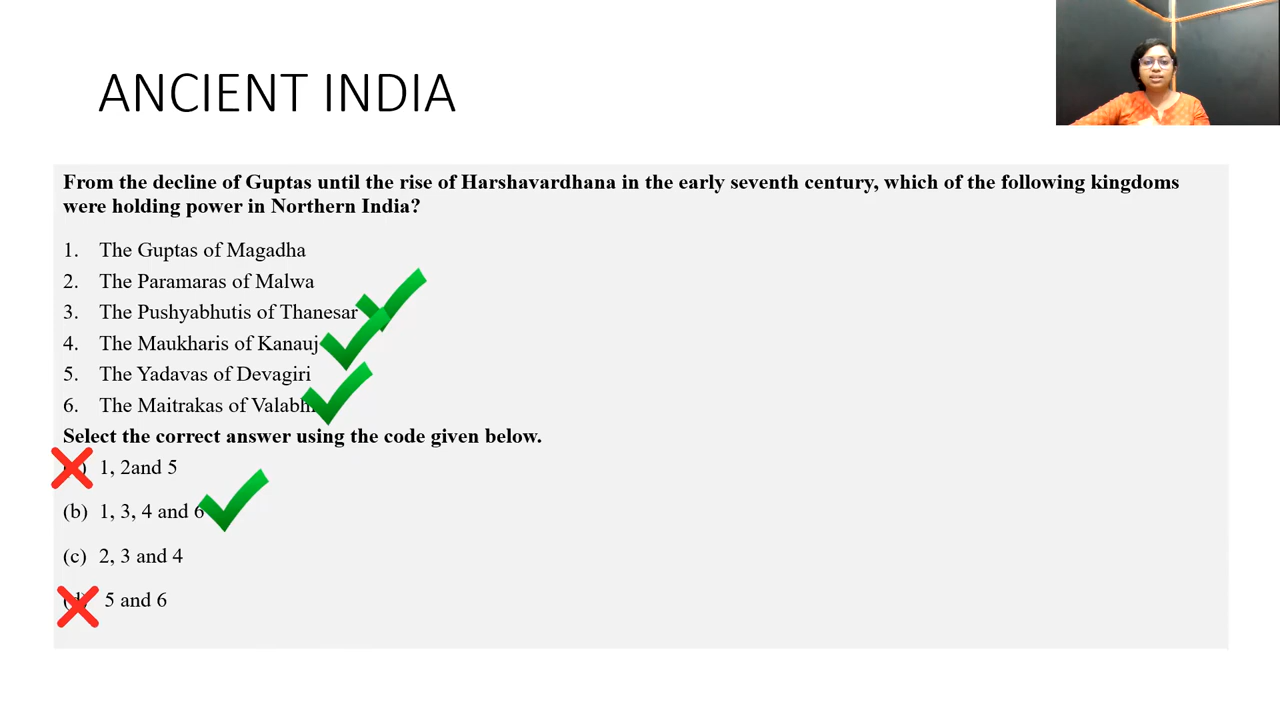 ANCIENT INDIA
From the decline of Guptas until the rise of Harshavardhana in the early seventh century, which of the following kingdoms
were holding power in Northern India?
1. The Guptas of Magadha
2. The Paramaras of Malwa
3. The Pushyabhutis of Thanesar
4. The Maukharis of Kanauj
5. The Yadavas of Devagiri
6. The Maitrakas of
Select the correct answer using the code given below.
1, 2and 5
(b) 1, 3, 4 and 6
(c) 2, 3 and 4
(d) 5 and 6